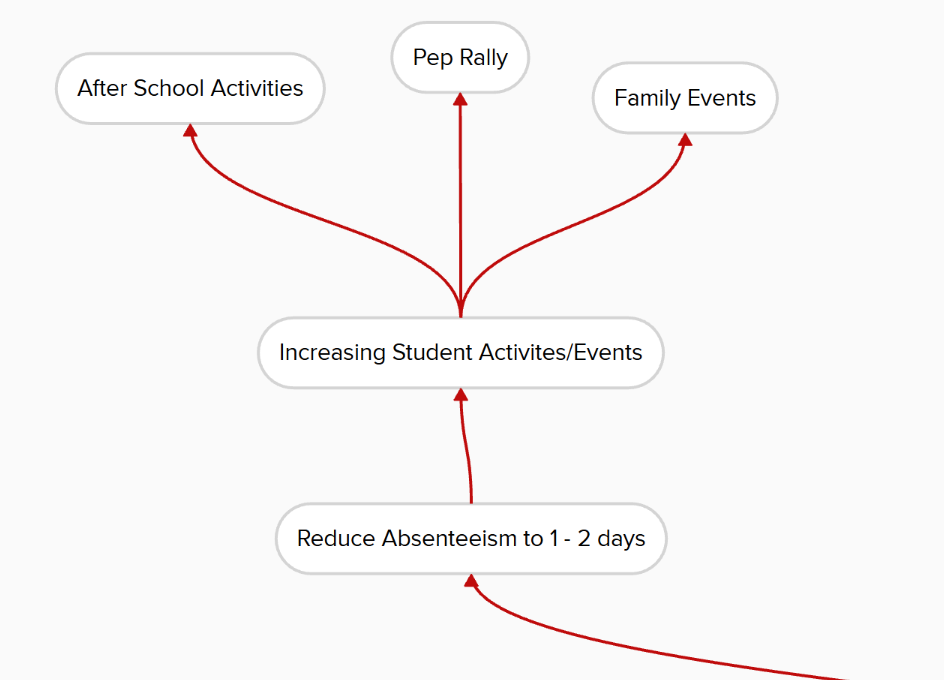 Pep Rally
After School Activities
Family Events
Increasing Student Activites/Events
Reduce Absenteeism to 1 - 2 days